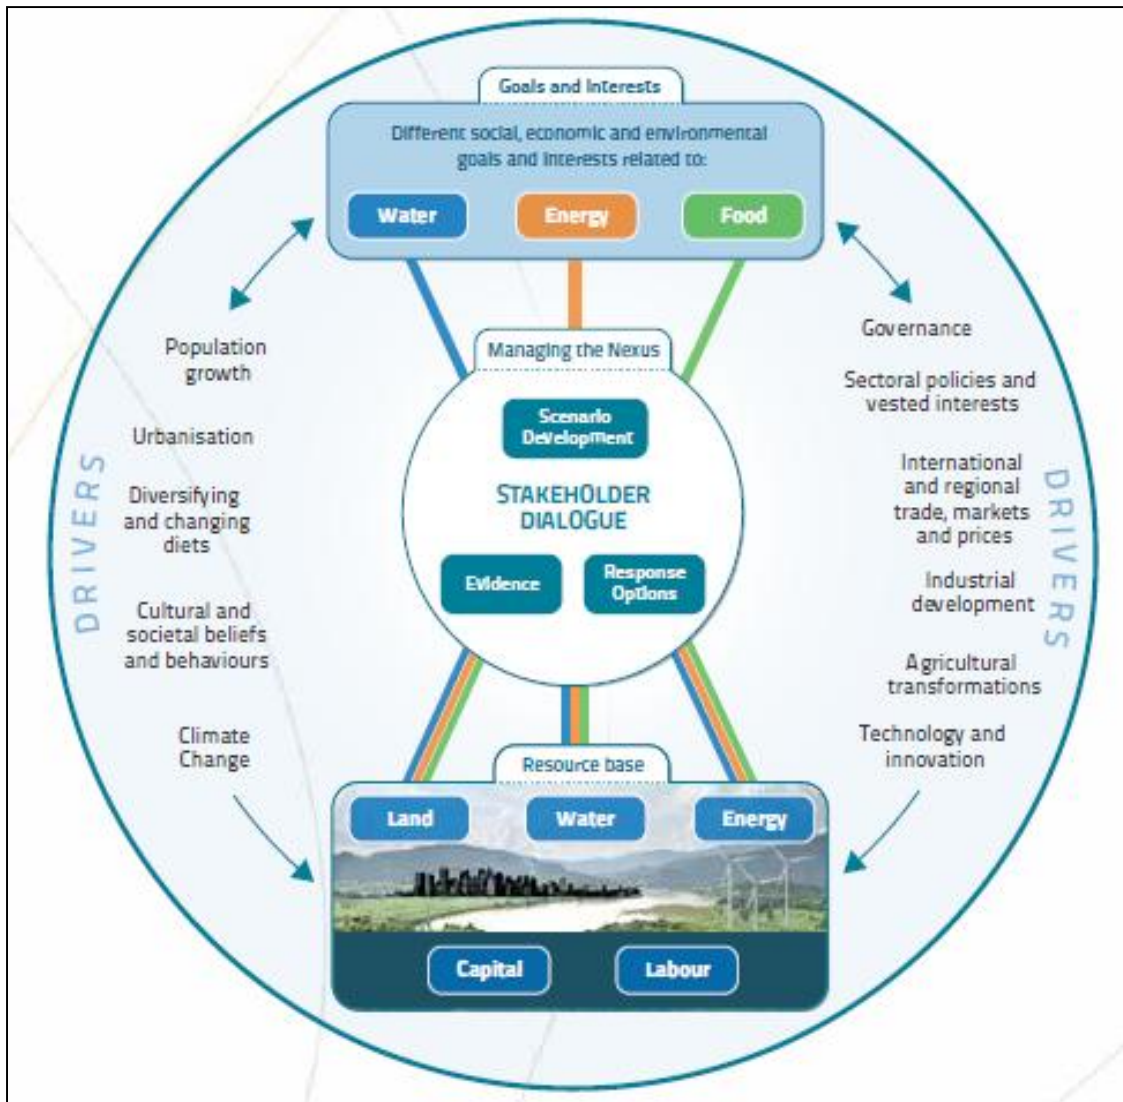 Goals and Interests
Different social, economic and environmental
goals and interests related to:
Water
Energy
Food
DRIVERS
Population
growth
Urbanisation
Diversifying
and changing
diets
Cultural and
societal beliefs
and behaviours
Climate
Change
Managing the Nexus
Scenario
Development
STAKEHOLDER
DIALOGUE
Evidence
Response
Options
Governance
Sectoral policies and
vested interests
International
and regional
trade, markets
and prices
Industrial
development
Agricultural
transformations
Technology and
innovation
DRIVERS
Resource base
Land
Water
Energy
Capital
Labour